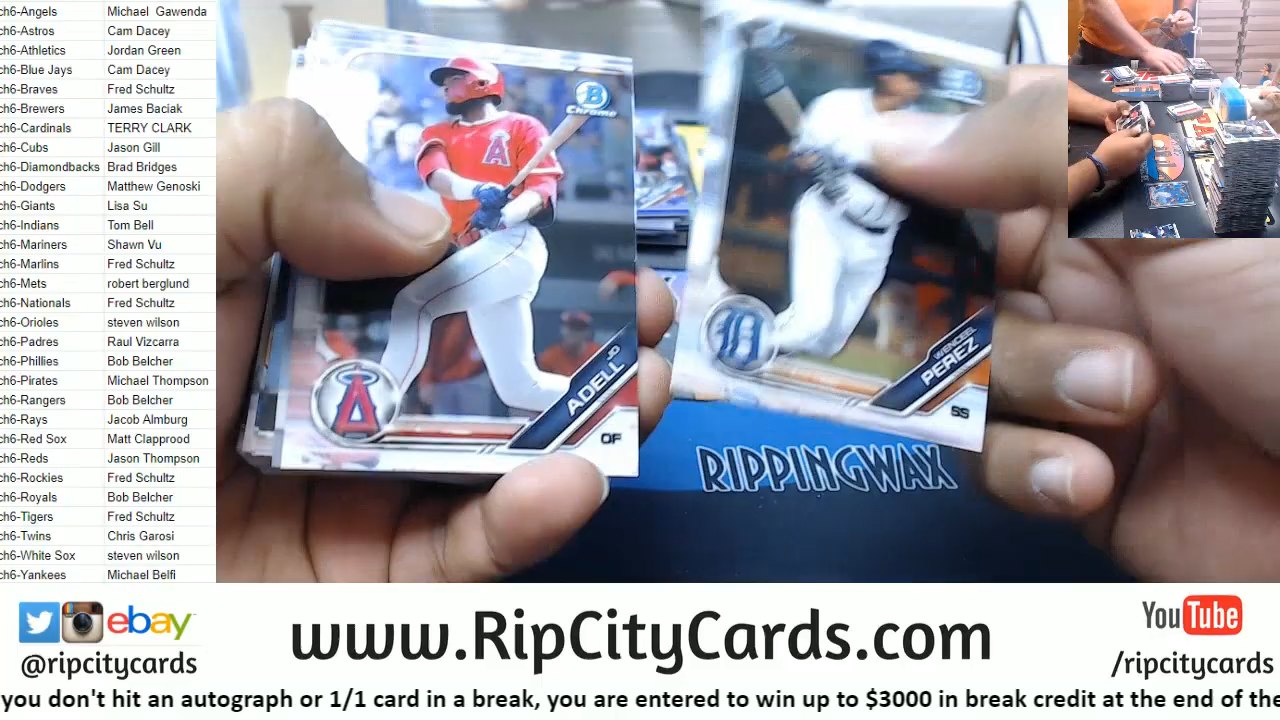 ch6-Angels Michael Gawenda
ch6-Astros Cam Dacey
ch6-Athletics Jordan Green
ch6-Blue Jays Cam Dacey
ch6-Braves Fred Schultz
ch6-Brewers James Baciak
ch6-Cardinals TERRY CLARK
ch6-Cubs Jason Gill
ch6-Diamondbacks Brad Bridges
ch6-Dodgers Matthew Genoski
ch6-Giants Lisa Su
ch6-Indians Tom Bell
ch6-Mariners Shawn Vu
ch6-Marlins Fred Schultz
ch6-Mets robert berglund
ch6-Nationals Fred Schultz
ch6-Orioles steven wilson
ch6-Padres Raul Vizcarra
ch6-Phillies Bob Belcher
ch6-Pirates Michael Thompson
ch6-Rangers Bob Belcher
ch6-Rays Jacob Almburg
ch6-Red Sox Matt Clapprood
ch6-Reds Jason Thompson
ch6-Rockies Fred Schultz
ch6-Royals Bob Belcher
ch6-Tigers Fred Schultz
ch6-Twins Chris Garosi
ch6-White Sox steven wilson
ch6-Yankees Michael Belfi
B
Chrome
A
A
JO
ADELL
OF
D
WENCEEL
PEREZ
SS
RIPPINGWAX
ebay
@ripcitycards
www.RipCityCards.com
YouTube
/ripcitycards
you don't hit an autograph or 1/1 card in a break, you are entered to win up to $3000 in break credit at the end of the